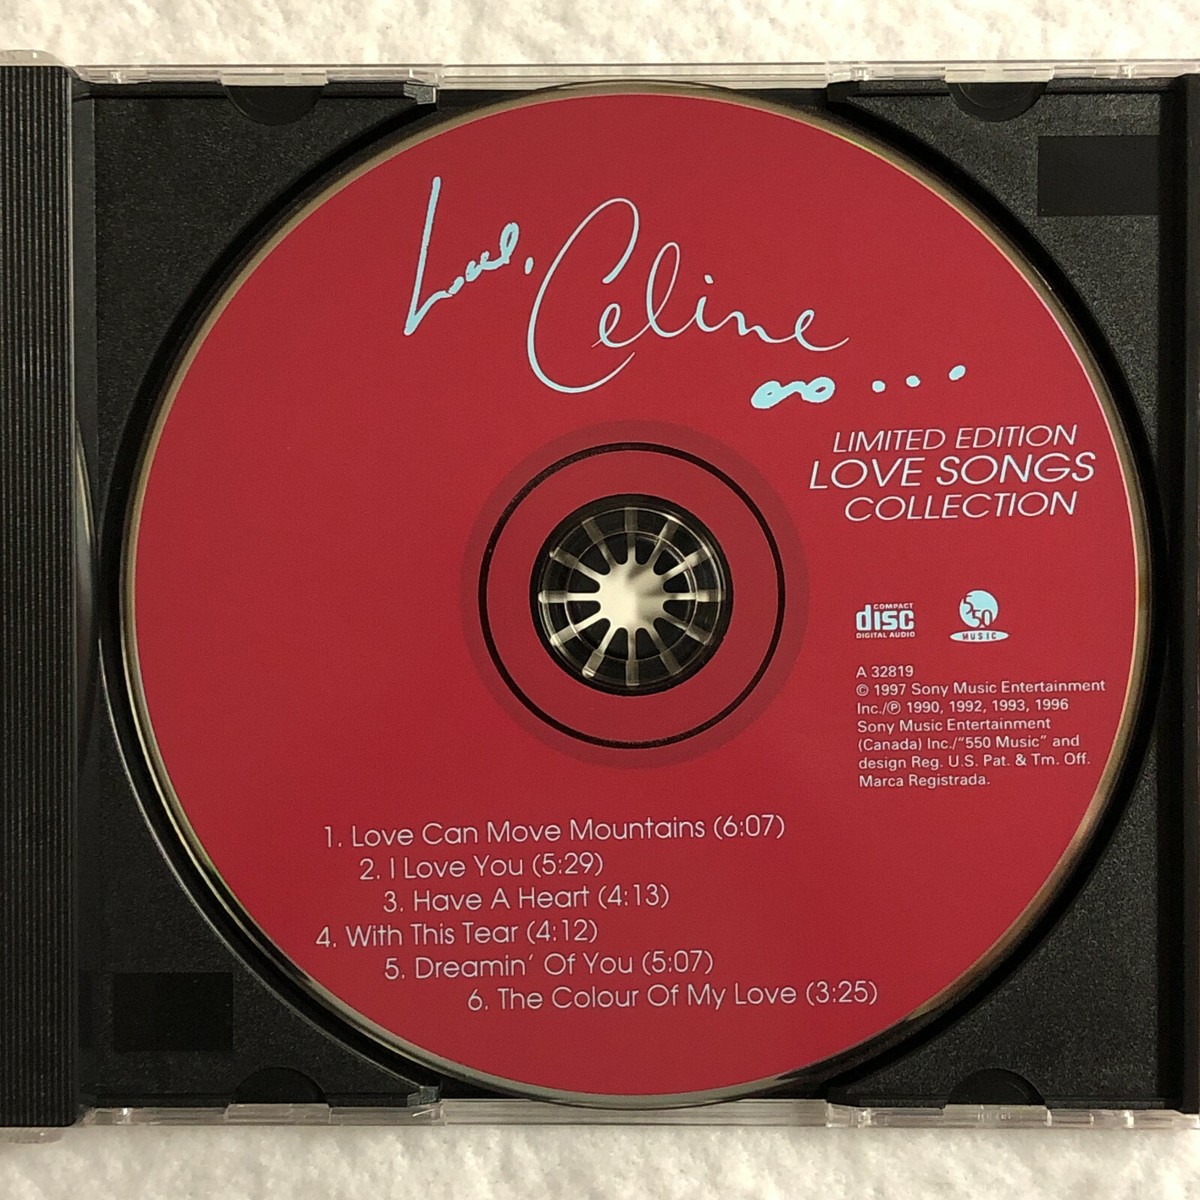 Love, Celine
LIMITED EDITION
LOVE SONGS
COLLECTION
COMPACT
disc
DIGITAL AUDIO
550
MUSIC
A 32819
© 1997 Sony Music Entertainment
Inc./℗ 1990, 1992, 1993, 1996
Sony Music Entertainment
(Canada) Inc./"550 Music" and
design Reg. U.S. Pat. & Tm. Off.
Marca Registrada.
1. Love Can Move Mountains (6:07)
2. I Love You (5:29)
3. Have A Heart (4:13)
4. With This Tear (4:12)
5. Dreamin' Of You (5:07)
6. The Colour Of My Love (3:25)